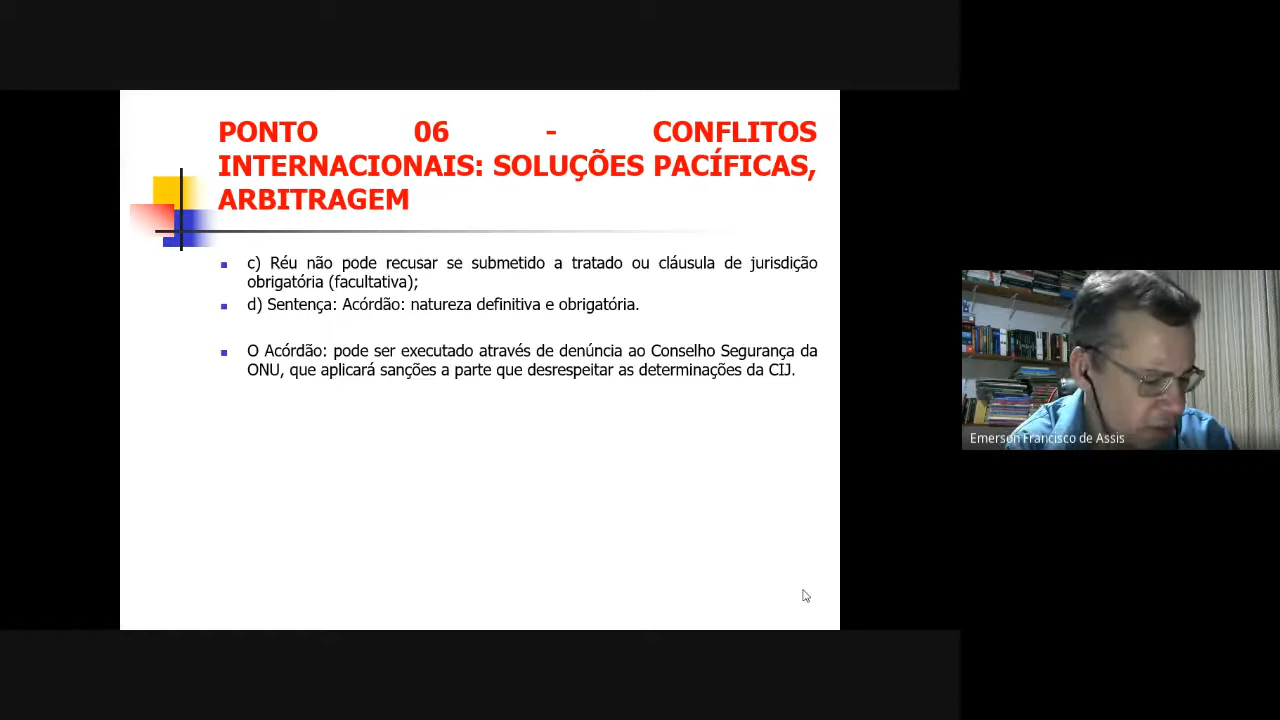 PONTO 06 - CONFLITOS
INTERNACIONAIS: SOLUÇÕES PACÍFICAS,
ARBITRAGEM
c) Réu não pode recusar se submetido a tratado ou cláusula de jurisdição
obrigatória (facultativa);
d) Sentença: Acórdão: natureza definitiva e obrigatória.
O Acórdão: pode ser executado através de denúncia ao Conselho Segurança da
ONU, que aplicará sanções a parte que desrespeitar as determinações da CIJ.
Emerson Francisco de Assis